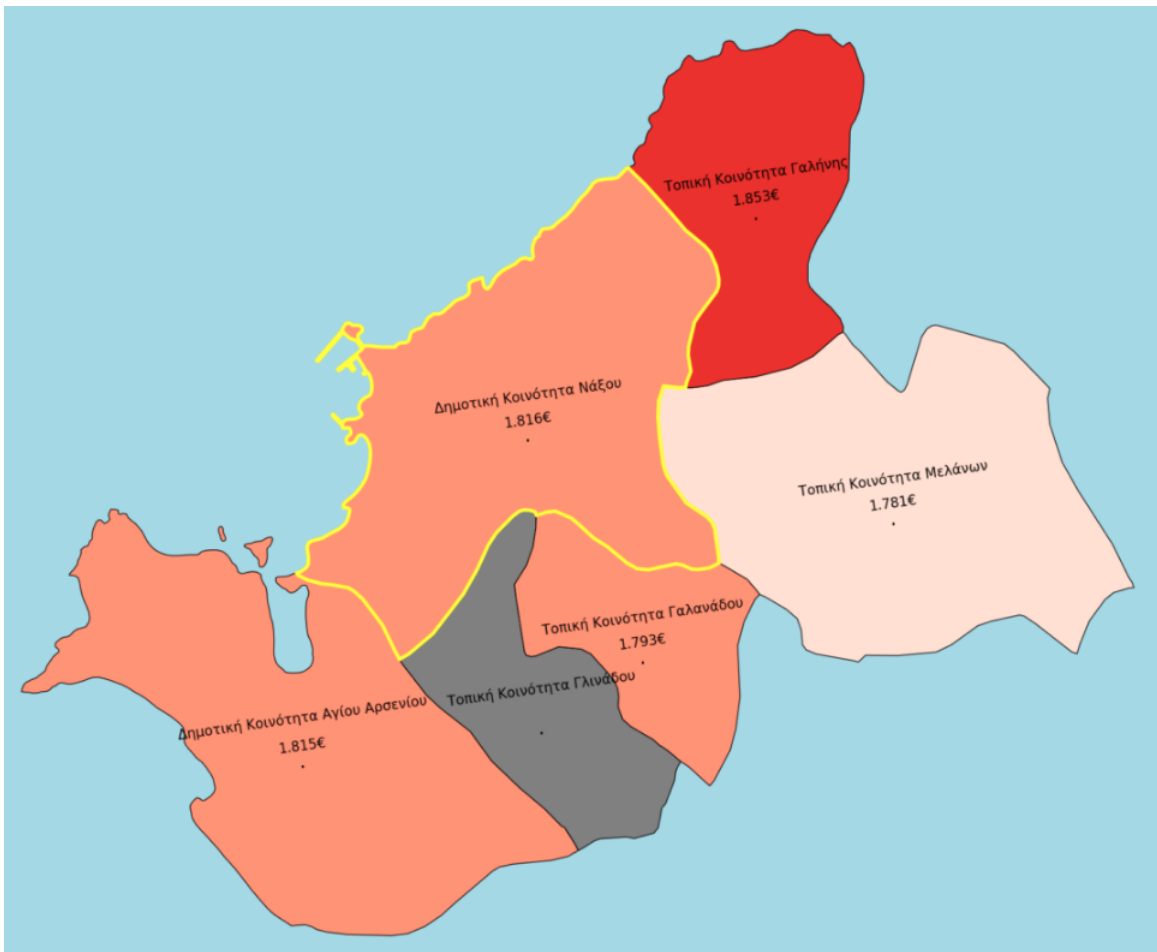 Τοπική Κοινότητα Γαλήνης
1.853€
Δημοτική Κοινότητα Νάξου
1.816€
Τοπική Κοινότητα Μελάνων
1.781€
Τοπική Κοινότητα Γαλανάδου
1.793€
Τοπική Κοινότητα Γλινάδου
Δημοτική Κοινότητα Αγίου Αρσενίου
1.815€